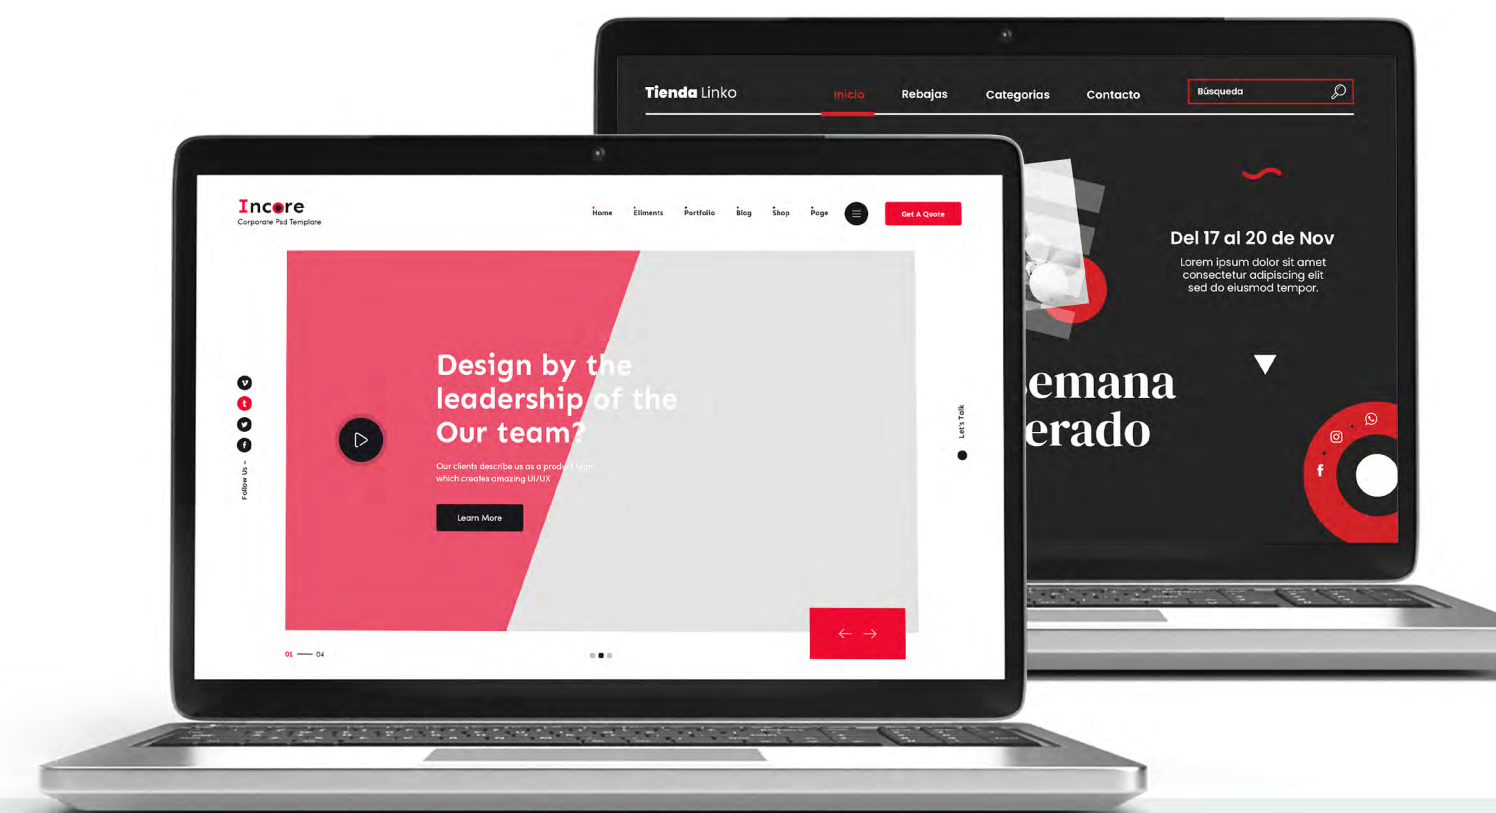 Tienda Linko
Inicio
Rebajas
Categorias
Contacto
Búsqueda
Del 17 al 20 de Nov
Lorem ipsum dolor sit amet
consectetur adipiscing elit
sed do eiusmod tempor.
emana
erado
Incore
Corporate Psd Template
Home
Eliments
Portfolio
Blog
Shop
Page
Get A Quote
Design by the
leadership of the
Our team?
Our clients describe us as a product team
which creates amazing UI/UX
Learn More
Follow Us –
Let's Talk
01 — 04